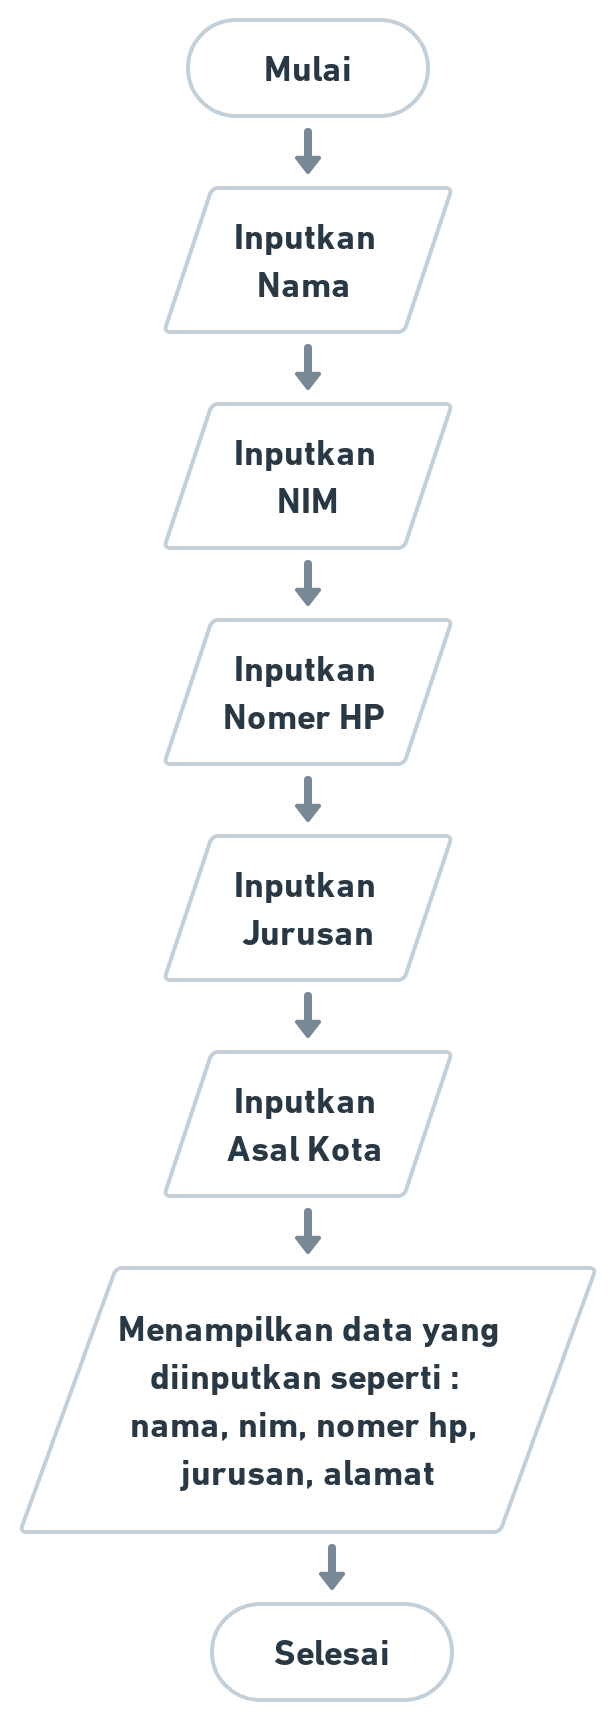 Mulai
Inputkan
Nama
Inputkan
NIM
Inputkan
Nomer HP
Inputkan
Jurusan
Inputkan
Asal Kota
Menampilkan data yang
diinputkan seperti :
nama, nim, nomer hp,
jurusan, alamat
Selesai